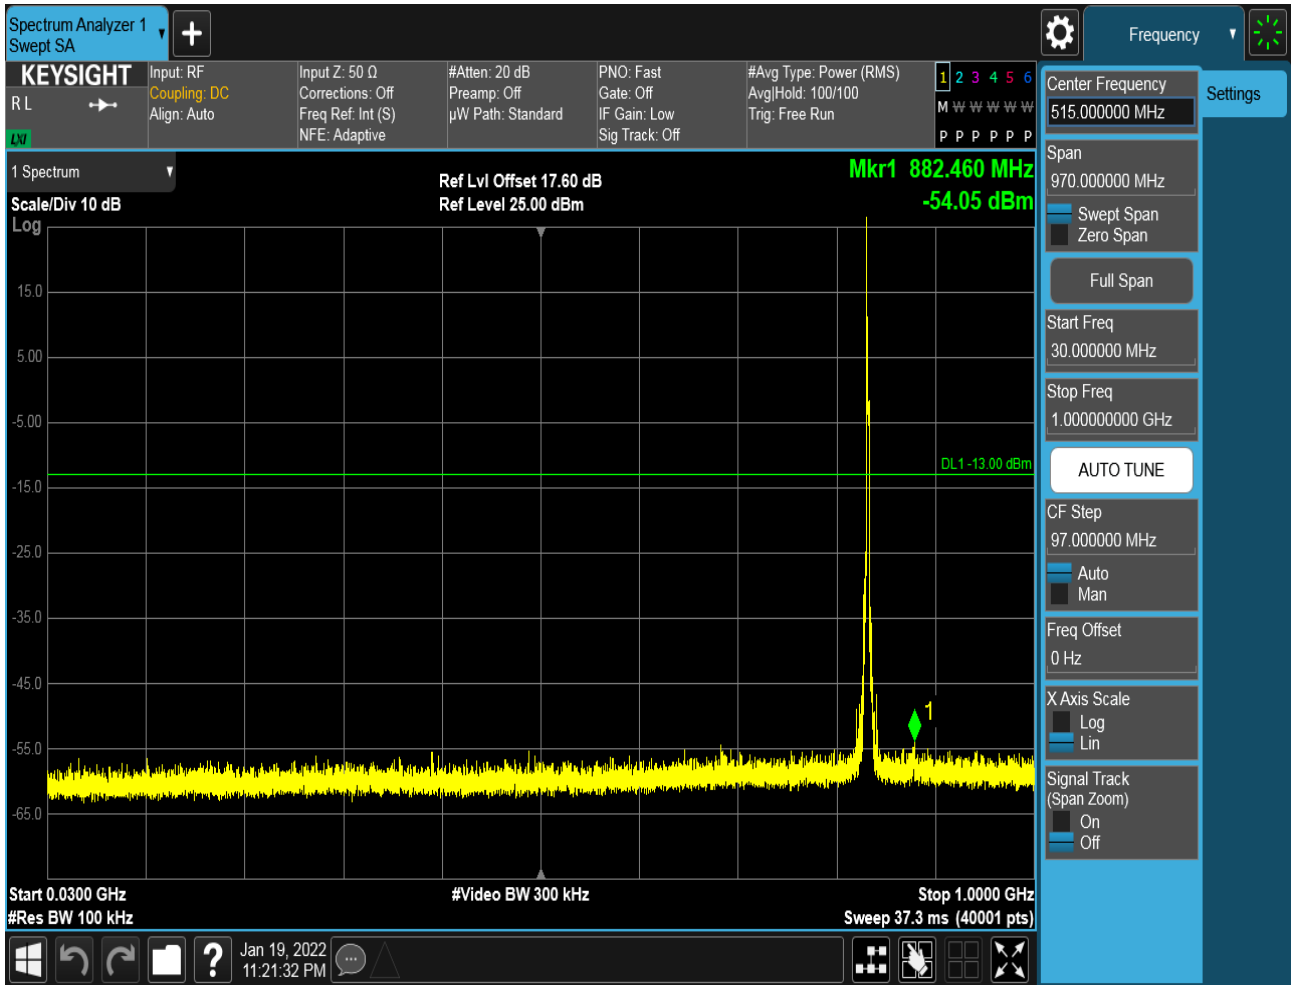 Spectrum Analyzer 1
Swept SA
Frequency
KEYSIGHT
R L
LXI
Input: RF
Coupling: DC
Align: Auto
Input Z: 50 Ω
Corrections: Off
Freq Ref: Int (S)
NFE: Adaptive
#Atten: 20 dB
Preamp: Off
µW Path: Standard
PNO: Fast
Gate: Off
IF Gain: Low
Sig Track: Off
#Avg Type: Power (RMS)
Avg|Hold: 100/100
Trig: Free Run
1 2 3 4 5 6
M W W W W W
P P P P P P
1 Spectrum
Scale/Div 10 dB
Log
Ref Lvl Offset 17.60 dB
Ref Level 25.00 dBm
Mkr1 882.460 MHz
-54.05 dBm
15.0
5.00
-5.00
DL1 -13.00 dBm
-15.0
-25.0
-35.0
-45.0
1
-55.0
-65.0
Start 0.0300 GHz
#Video BW 300 kHz
Stop 1.0000 GHz
#Res BW 100 kHz
Sweep 37.3 ms (40001 pts)
Jan 19, 2022
11:21:32 PM
Center Frequency
515.000000 MHz
Settings
Span
970.000000 MHz
Swept Span
Zero Span
Full Span
Start Freq
30.000000 MHz
Stop Freq
1.000000000 GHz
AUTO TUNE
CF Step
97.000000 MHz
Auto
Man
Freq Offset
0 Hz
X Axis Scale
Log
Lin
Signal Track
(Span Zoom)
On
Off